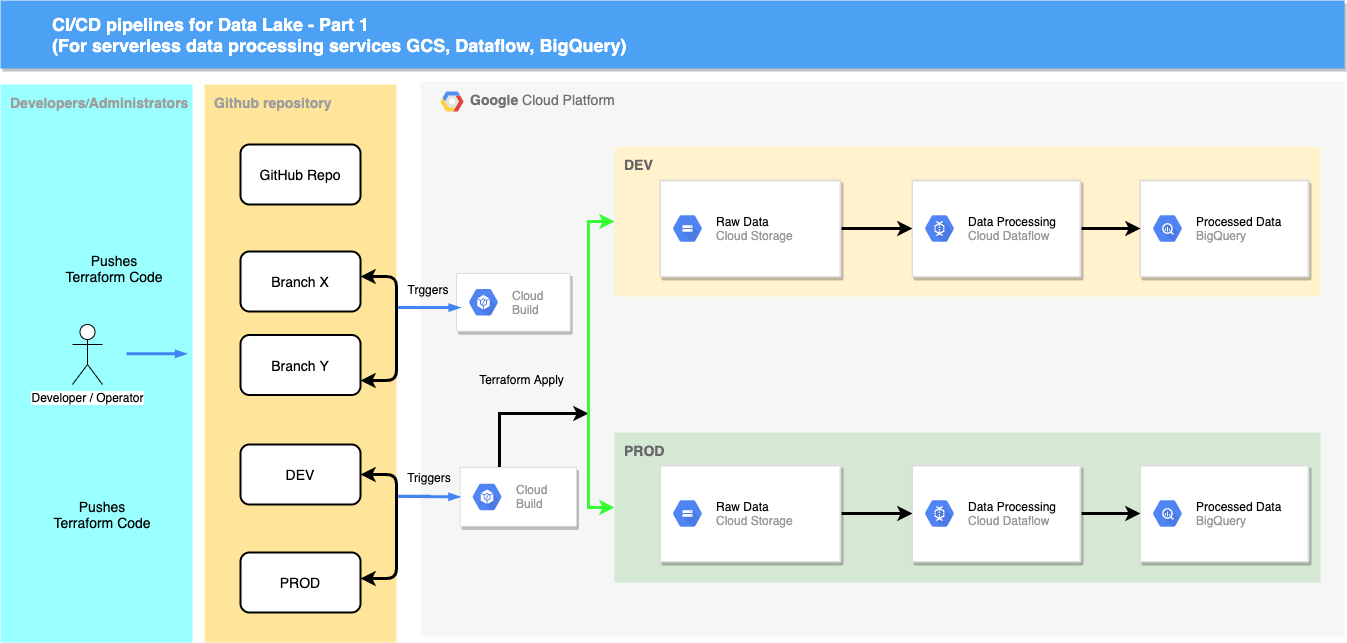 CI/CD pipelines for Data Lake - Part 1
(For serverless data processing services GCS, Dataflow, BigQuery)
Developers/Administrators
Pushes
Terraform Code
Developer / Operator
Pushes
Terraform Code
Github repository
GitHub Repo
Branch X
Branch Y
DEV
PROD
Google Cloud Platform
Trggers
Cloud
Build
Terraform Apply
Triggers
Cloud
Build
DEV
Raw Data
Cloud Storage
Data Processing
Cloud Dataflow
Processed Data
BigQuery
PROD
Raw Data
Cloud Storage
Data Processing
Cloud Dataflow
Processed Data
BigQuery